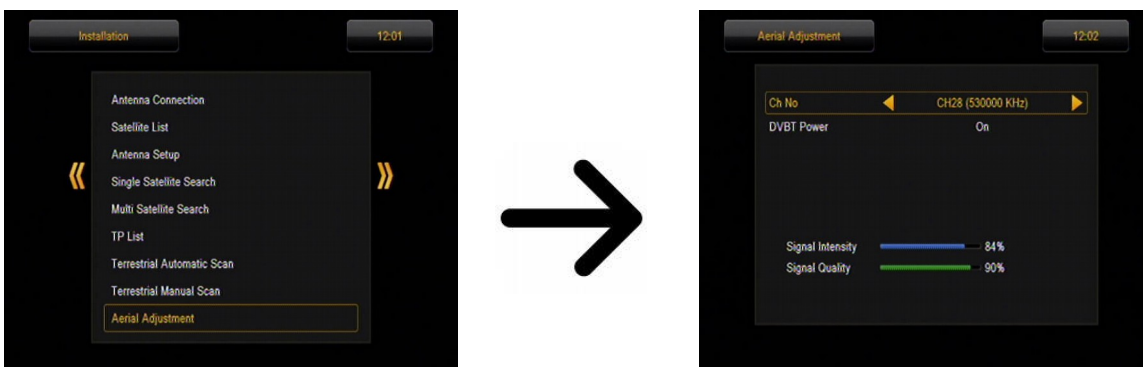 Installation
12:01
Antenna Connection
Satellite List
Antenna Setup
Single Satellite Search
Multi Satellite Search
TP List
Terrestrial Automatic Scan
Terrestrial Manual Scan
Aerial Adjustment
Aerial Adjustment
12:02
Ch No CH28 (530000 KHz)
DVBT Power On
Signal Intensity 84%
Signal Quality 90%